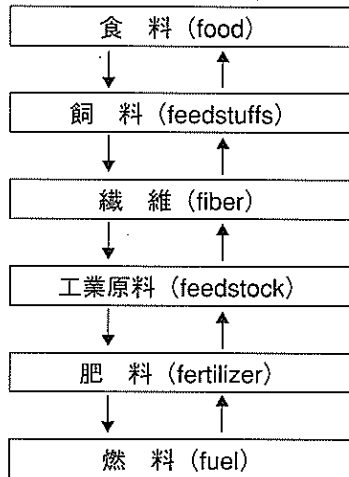 食 料 (food)
飼 料 (feedstuffs)
繊 維 (fiber)
工業原料 (feedstock)
肥 料 (fertilizer)
燃 料 (fuel)